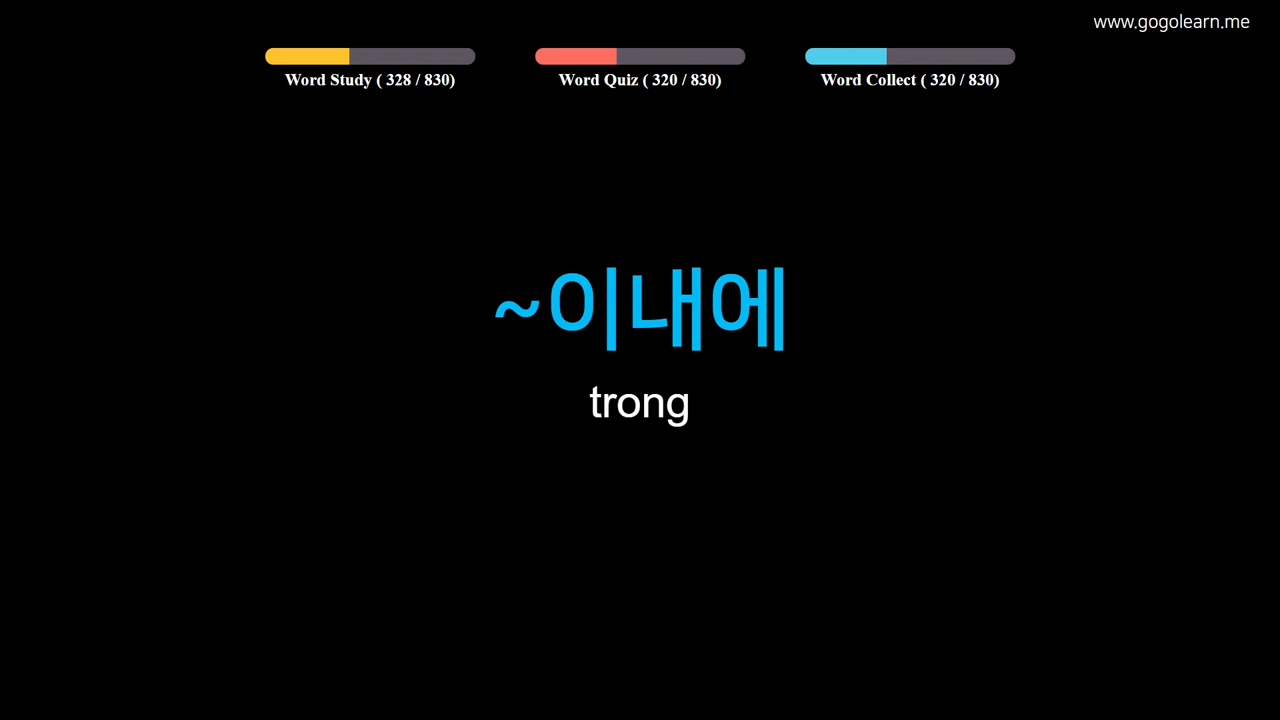 www.gogolearn.me
Word Study ( 328 / 830)
Word Quiz ( 320 / 830)
Word Collect ( 320 / 830)
~이내에
trong